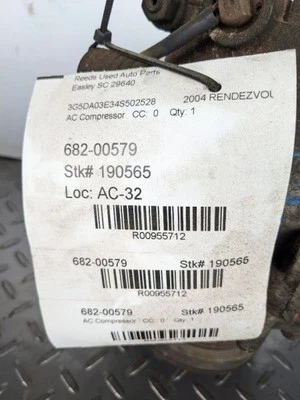 Reeds Used Auto Parts
Easley SC 29640
3G5DA03E34S502528 2004 RENDEZVOU
AC Compressor CC: 0 Qty: 1
682-00579
Stk# 190565
Loc: AC-32
R00955712
682-00579 Stk# 190565
R00955712
682-00579 Stk# 190565
AC Compressor CC: 0 Qty: 1